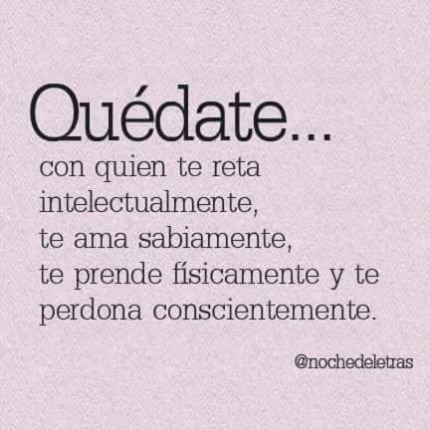 Quédate...
con quien te reta
intelectualmente,
te ama sabiamente,
te prende físicamente y te
perdona conscientemente.
@nochedeletras